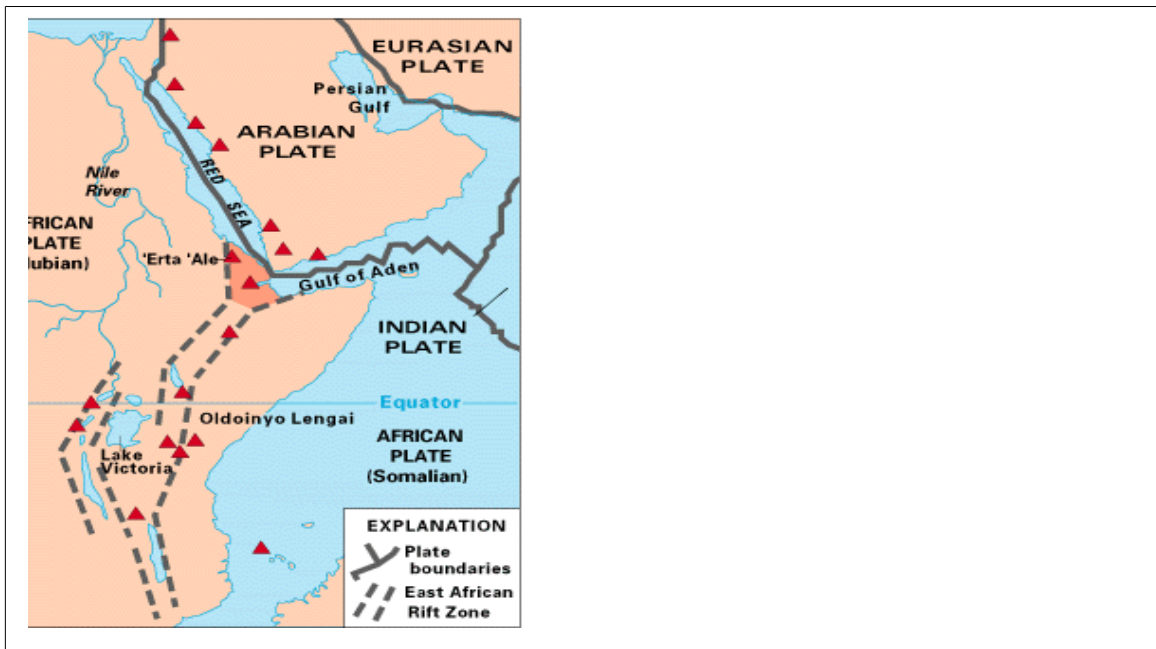 EURASIAN
PLATE
Persian
Gulf
ARABIAN
PLATE
Nile
River
RED SEA
FRICAN
PLATE
lubian)
'Erta 'Ale
Gulf of Aden
INDIAN
PLATE
Equator
Oldoinyo Lengai
AFRICAN
PLATE
(Somalian)
Lake
Victoria
EXPLANATION
Plate
boundaries
East African
Rift Zone